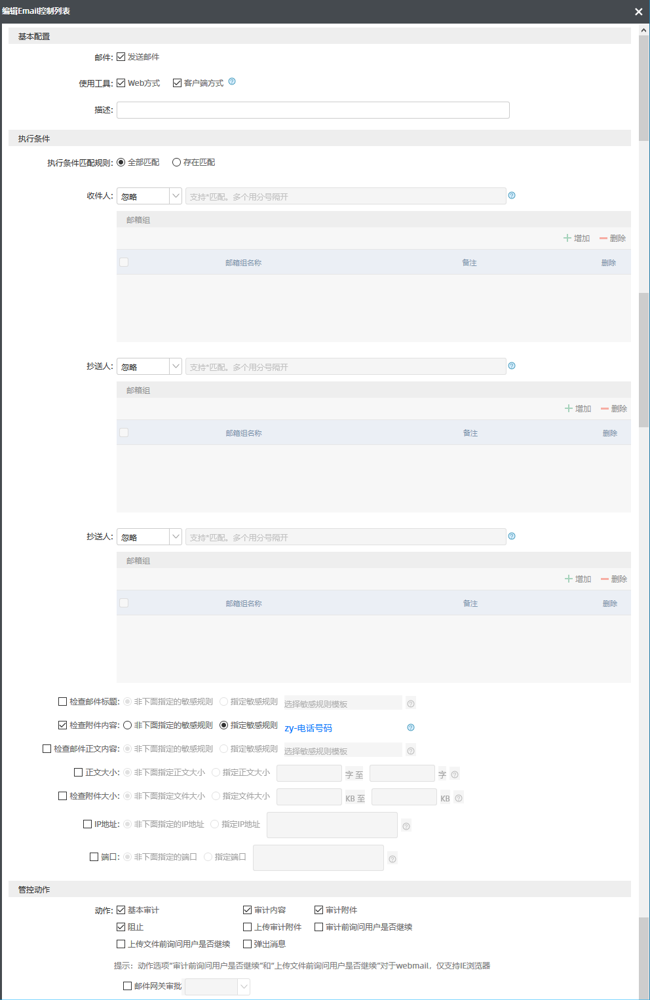 编辑Email控制列表
基本配置
邮件: 发送邮件
使用工具: Web方式 客户端方式
描述:
执行条件
执行条件匹配规则: 全部匹配 存在匹配
收件人: 忽略 支持*匹配。多个用分号隔开
邮箱组
增加 删除
邮箱组名称 备注 删除
抄送人: 忽略 支持*匹配。多个用分号隔开
邮箱组
增加 删除
邮箱组名称 备注 删除
抄送人: 忽略 支持*匹配。多个用分号隔开
邮箱组
增加 删除
邮箱组名称 备注 删除
检查邮件标题: 非下面指定的敏感规则 指定敏感规则 选择敏感规则模板
检查附件内容: 非下面指定的敏感规则 指定敏感规则 zy-电话号码
检查邮件正文内容: 非下面指定的敏感规则 指定敏感规则 选择敏感规则模板
正文大小: 非下面指定正文大小 指定正文大小 字 至 字
检查附件大小: 非下面指定文件大小 指定文件大小 KB 至 KB
IP地址: 非下面指定的IP地址 指定IP地址
端口: 非下面指定的端口 指定端口
管控动作
动作: 基本审计 审计内容 审计附件
阻止 上传审计附件 审计前询问用户是否继续
上传文件前询问用户是否继续 弹出消息
提示：动作选项“审计前询问用户是否继续”和“上传文件前询问用户是否继续”对于webmail，仅支持IE浏览器
邮件网关审批